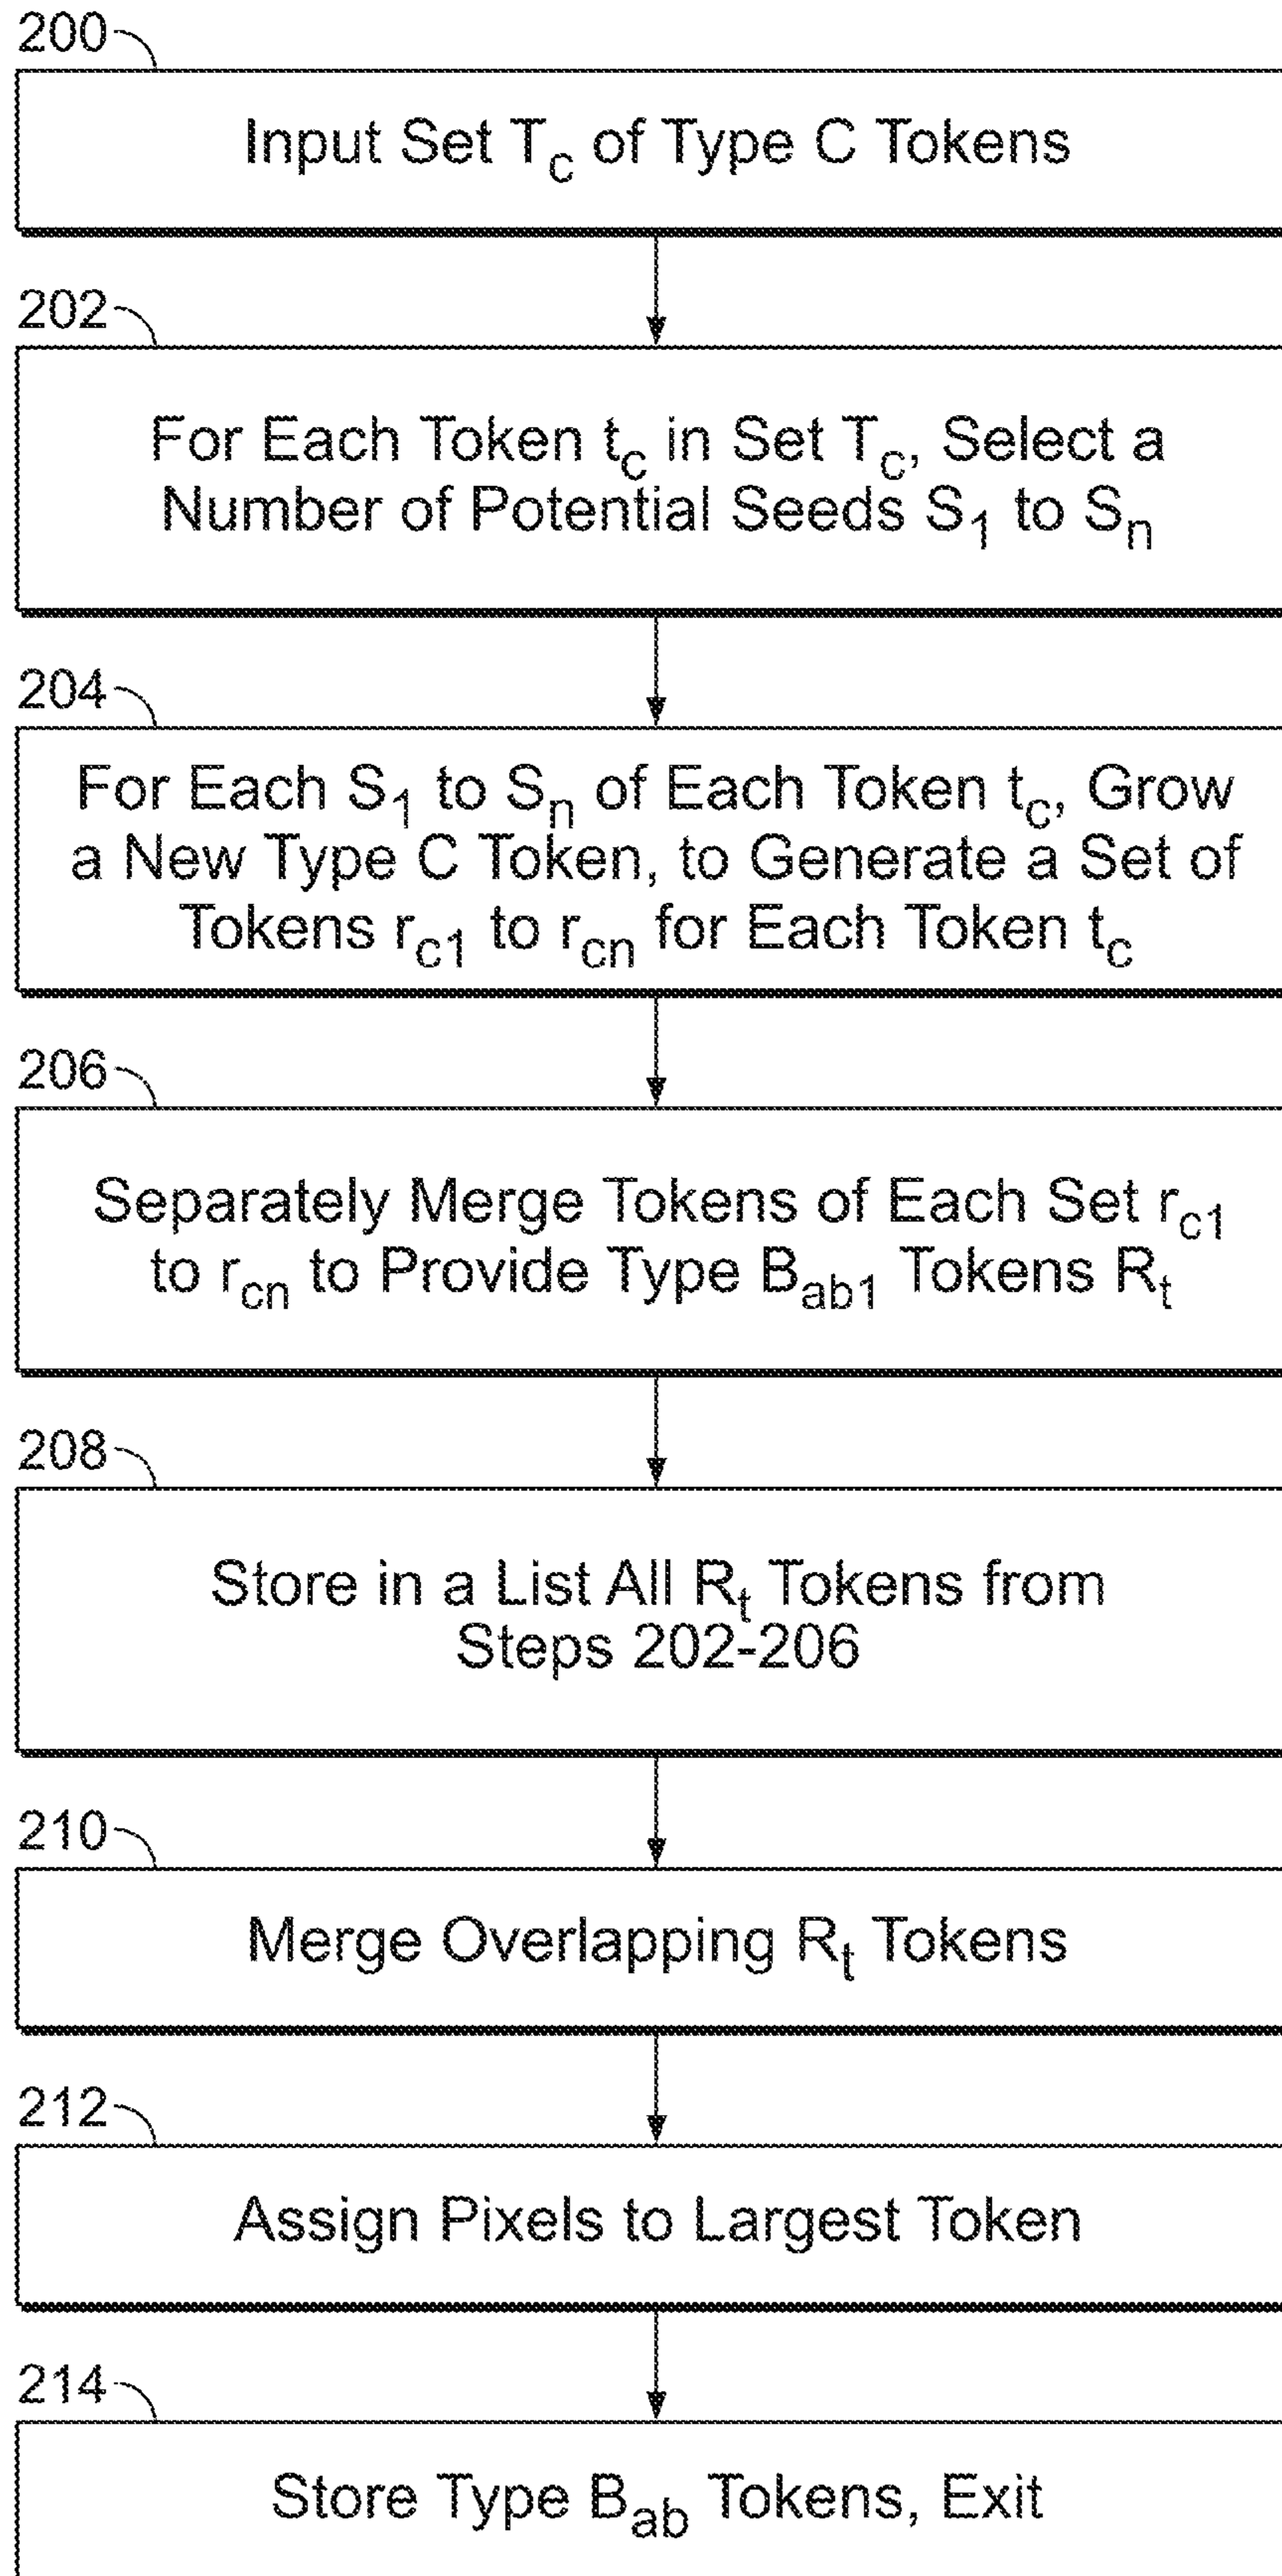 200
Input Set Tc of Type C Tokens
202
For Each Token tc in Set Tc, Select a
Number of Potential Seeds S1 to Sn
204
For Each S1 to Sn of Each Token tc, Grow
a New Type C Token, to Generate a Set of
Tokens rc1 to rcn for Each Token tc
206
Separately Merge Tokens of Each Set rc1
to rcn to Provide Type Bab1 Tokens Rt
208
Store in a List All Rt Tokens from
Steps 202-206
210
Merge Overlapping Rt Tokens
212
Assign Pixels to Largest Token
214
Store Type Bab Tokens, Exit